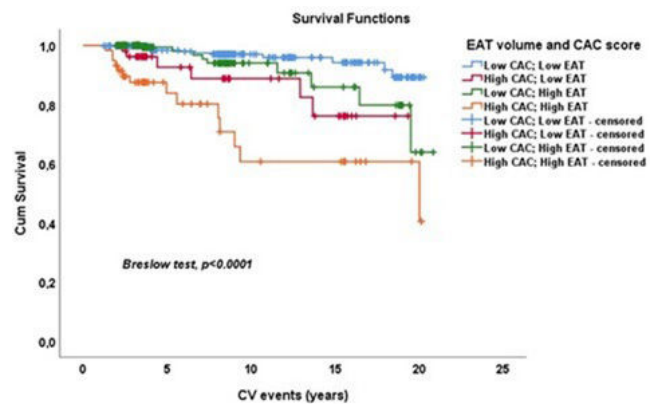 Survival Functions
EAT volume and CAC score
Low CAC; Low EAT
High CAC; Low EAT
Low CAC; High EAT
High CAC; High EAT
Low CAC; Low EAT - censored
High CAC; Low EAT - censored
Low CAC; High EAT - censored
High CAC; High EAT - censored
Cum Survival
1,0
0,8
0,6
0,4
0,2
0,0
Breslow test, p<0.0001
0 5 10 15 20 25
CV events (years)